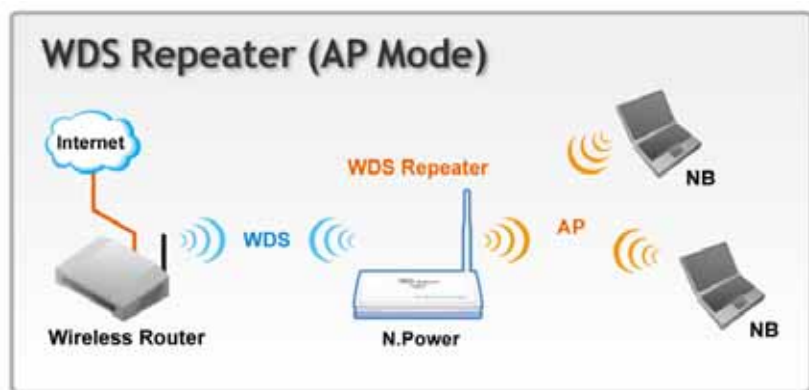 WDS Repeater (AP Mode)
Internet
WDS Repeater
NB
WDS
AP
Wireless Router
N.Power
NB